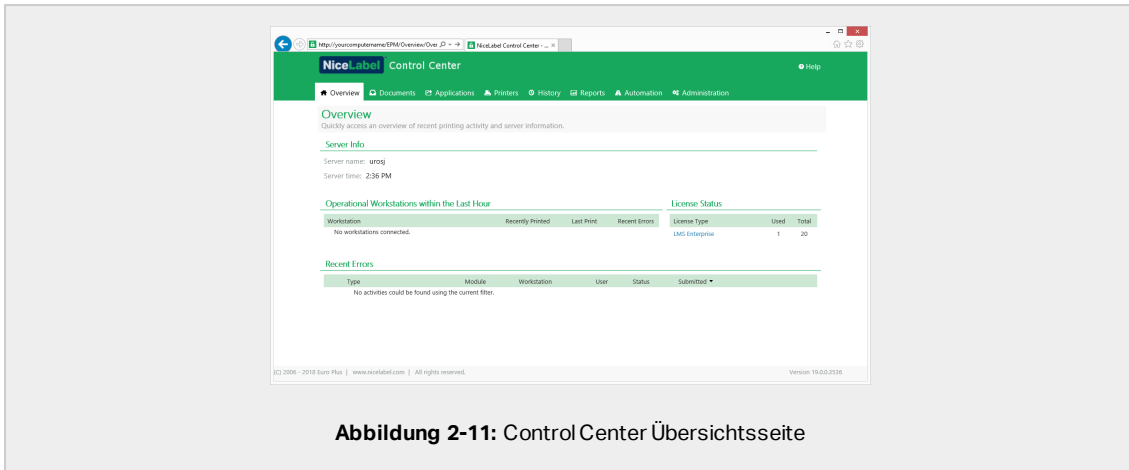 http://yourcomputername/EPM/Overview/Over
NiceLabel Control Center - ...
NiceLabel Control Center
Help
Overview Documents Applications Printers History Reports Automation Administration
Overview
Quickly access an overview of recent printing activity and server information.
Server Info
Server name: urosj
Server time: 2:36 PM
Operational Workstations within the Last Hour
Workstation Recently Printed Last Print Recent Errors
No workstations connected.
License Status
License Type Used Total
LMS Enterprise 1 20
Recent Errors
Type Module Workstation User Status Submitted
No activities could be found using the current filter.
(C) 2006 - 2018 Euro Plus | www.nicelabel.com | All rights reserved.
Version 19.0.0.2536
Abbildung 2-11: Control Center Übersichtsseite